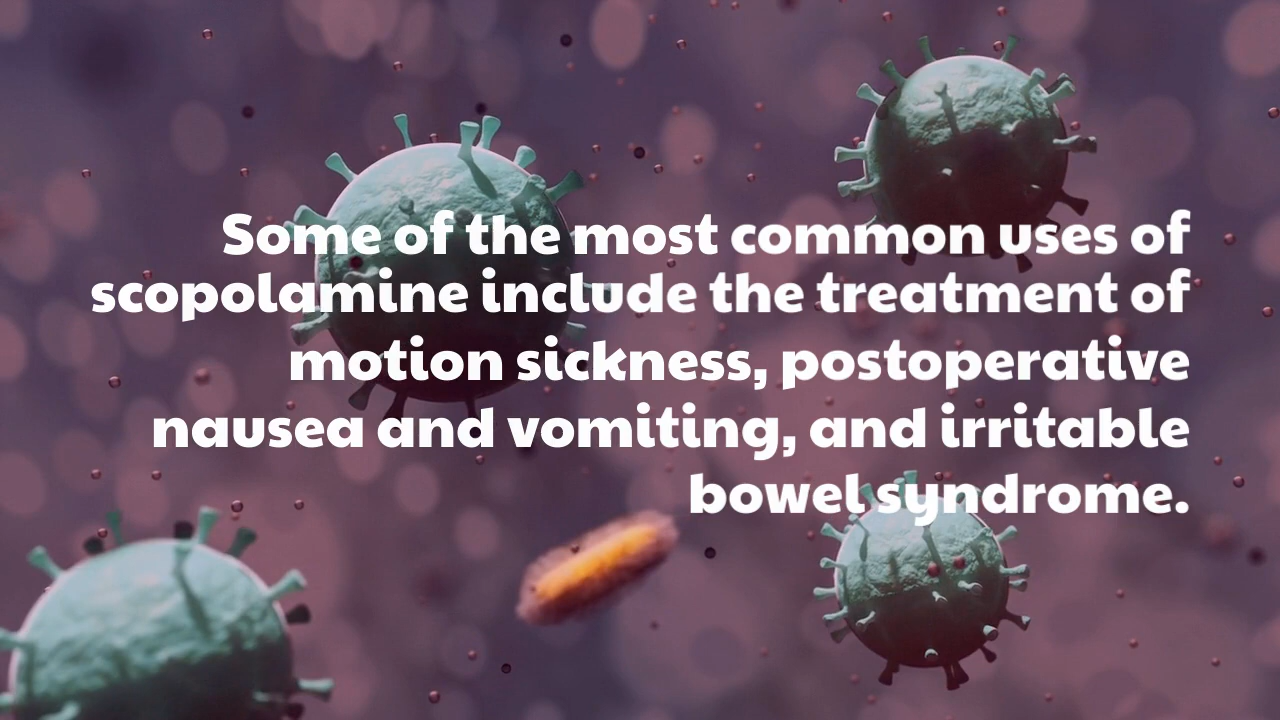 Some of the most common uses of
scopolamine include the treatment of
motion sickness, postoperative
nausea and vomiting, and irritable
bowel syndrome.